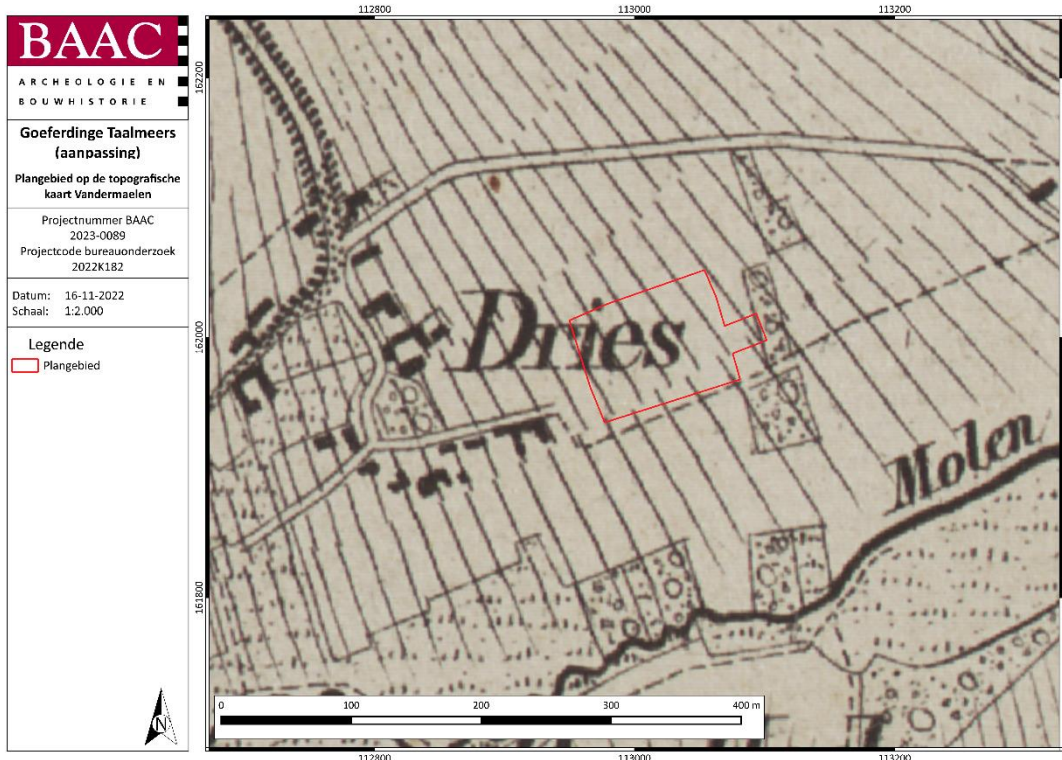 BAAC
ARCHEOLOGIE EN
BOUWHISTORIE
Goeferdinge Taalmeers
(aanpassing)
Plangebied op de topografische
kaart Vandermaelen
Projectnummer BAAC
2023-0089
Projectcode bureauonderzoek
2022K182
Datum: 16-11-2022
Schaal: 1:2.000
Legende
Plangebied
N
112800 113000 113200
162200
162000
161800
Dries
Molen
0 100 200 300 400 m
112800 113000 113200